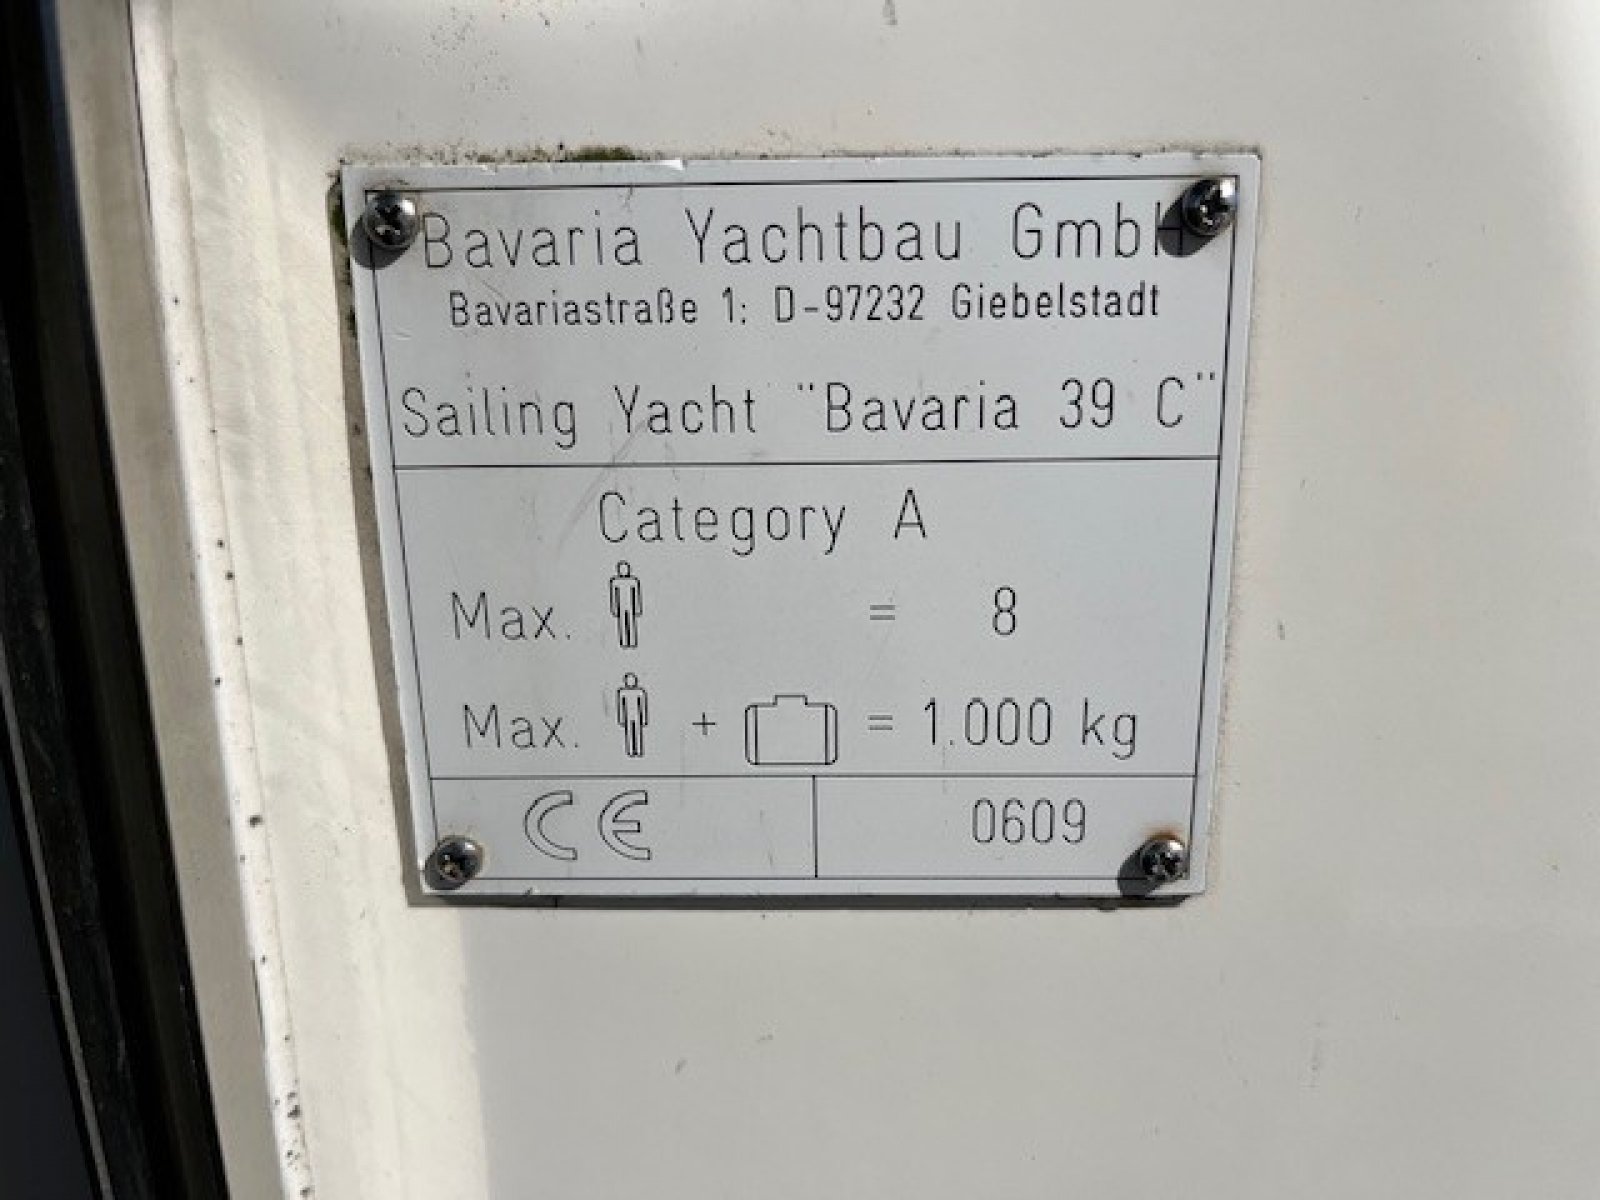 Bavaria Yachtbau GmbH
Bavariastraße 1; D-97232 Giebelstadt
Sailing Yacht "Bavaria 39 C"
Category A
Max. = 8
Max. + = 1.000 kg
CE 0609